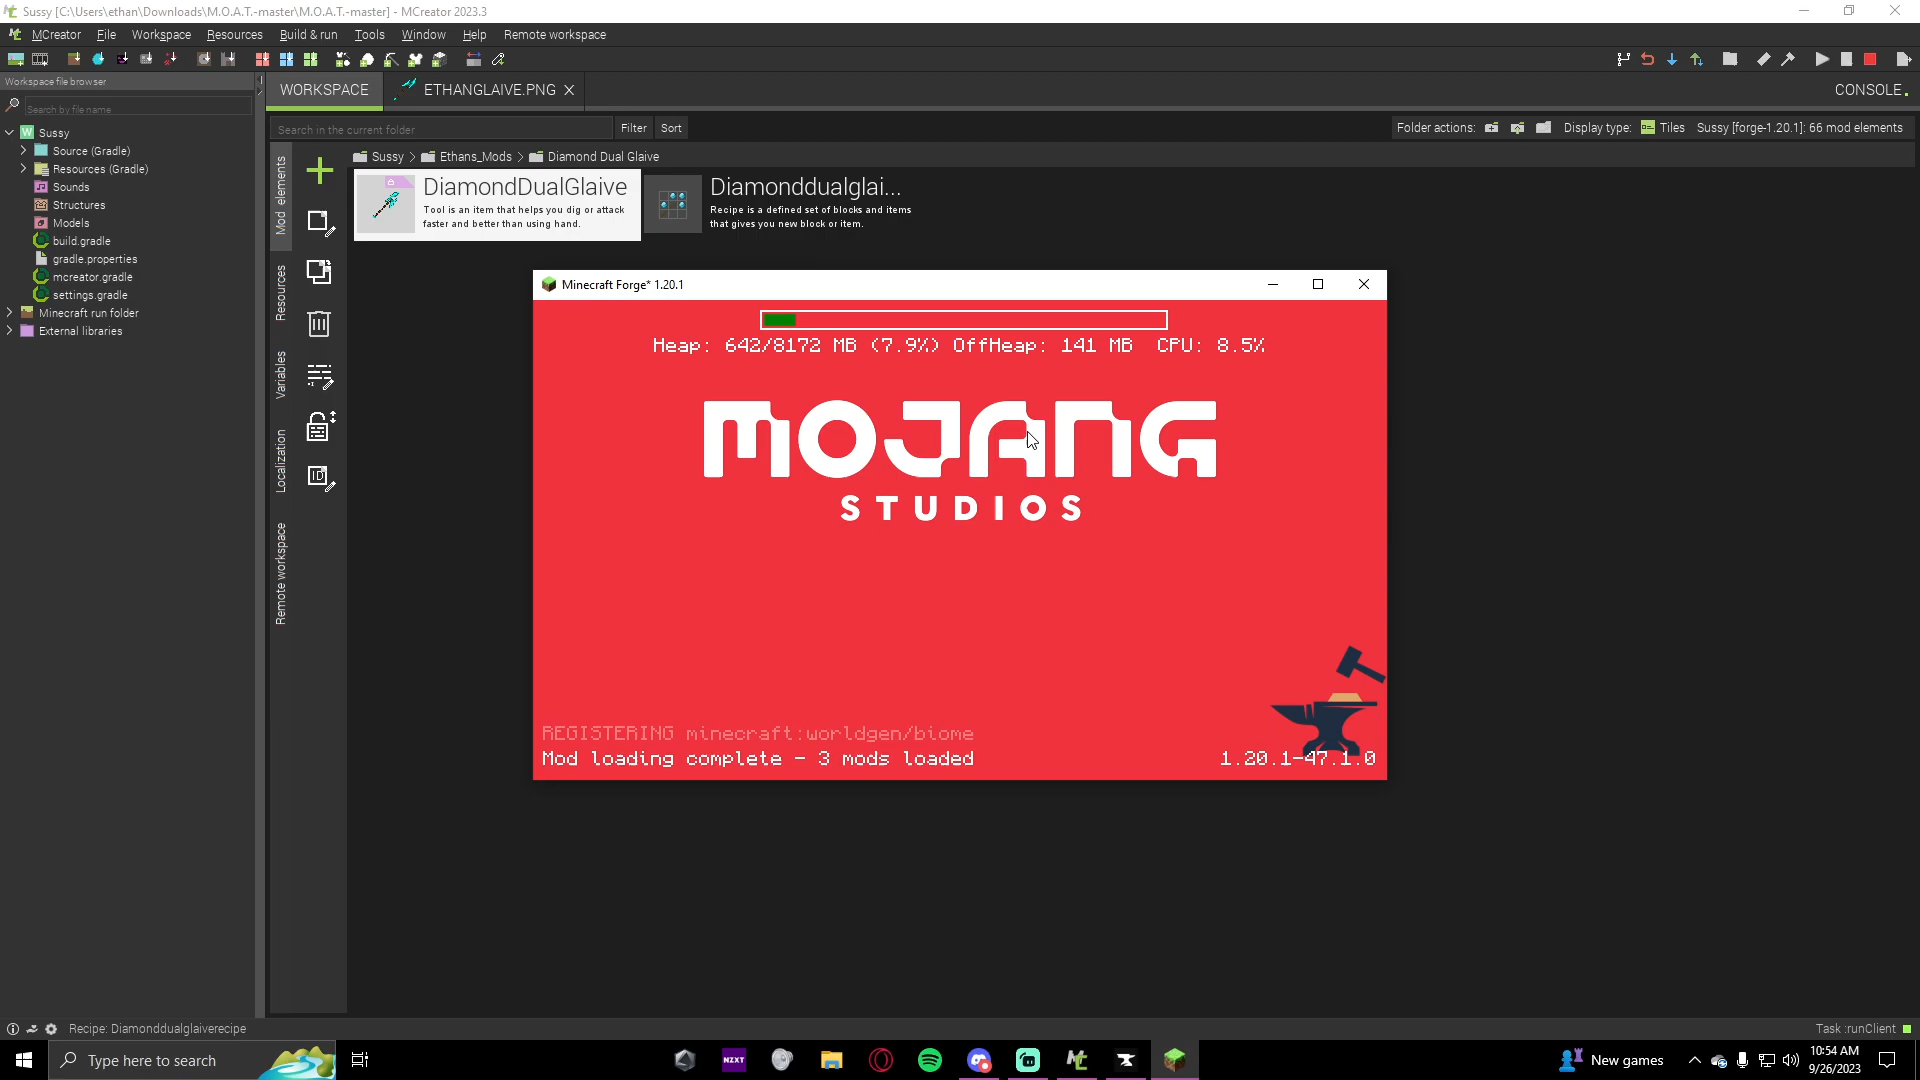 Sussy [C:\Users\ethan\Downloads\M.O.A.T.-master\M.O.A.T.-master] - MCreator 2023.3
MCreator File Workspace Resources Build & run Tools Window Help Remote workspace
Workspace file browser
WORKSPACE
ETHANGLAIVE.PNG
CONSOLE
Search by file name
Search in the current folder
Filter
Sort
Folder actions:
Display type:
Tiles
Sussy [forge-1.20.1]: 66 mod elements
Sussy
Source (Gradle)
Resources (Gradle)
Sounds
Structures
Models
build.gradle
gradle.properties
mcreator.gradle
settings.gradle
Minecraft run folder
External libraries
Mod elements
Resources
Variables
Localization
Remote workspace
ID
Sussy > Ethans_Mods > Diamond Dual Glaive
DiamondDualGlaive
Tool is an item that helps you dig or attack
faster and better than using hand.
Diamonddualglai...
Recipe is a defined set of blocks and items
that gives you new block or item.
Minecraft Forge* 1.20.1
Heap: 642/8172 MB (7.9%) OffHeap: 141 MB CPU: 8.5%
MOJANG
STUDIOS
REGISTERING minecraft:worldgen/biome
Mod loading complete - 3 mods loaded
1.20.1-47.1.0
Recipe: Diamonddualglaiverecipe
Task :runClient
Type here to search
NZXT
New games
10:54 AM
9/26/2023